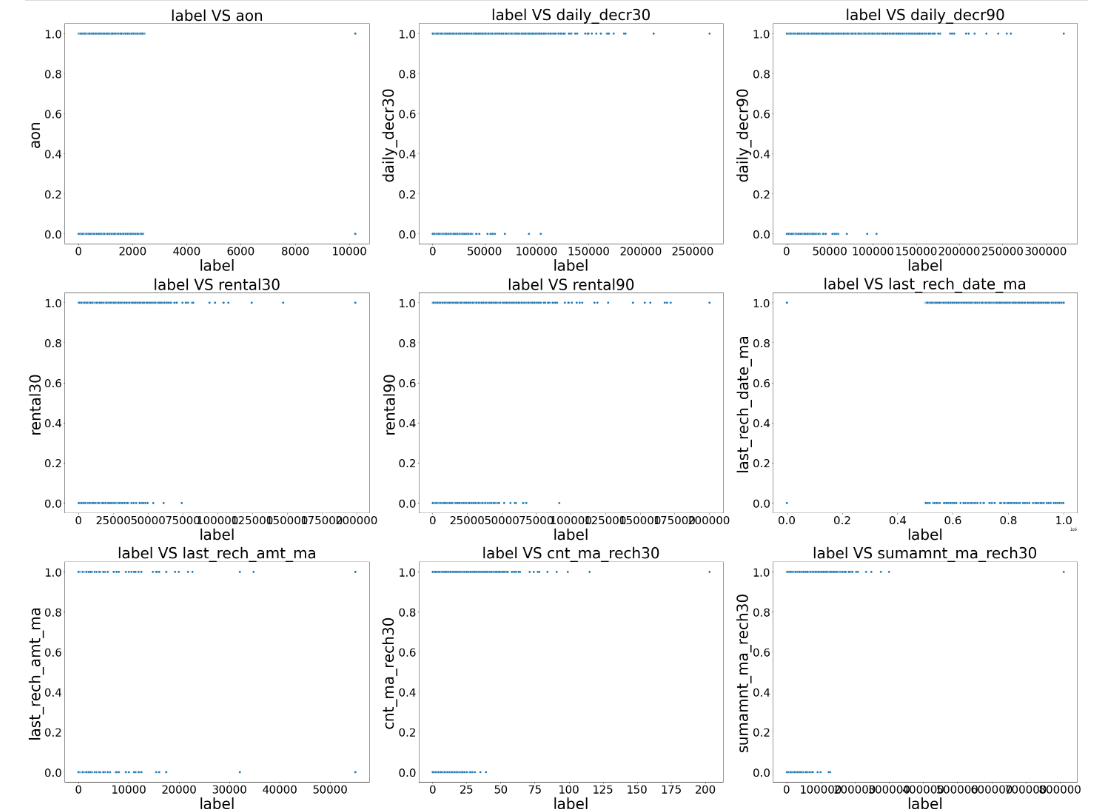 label VS aon
label VS daily_decr30
label VS daily_decr90
1.0
0.8
0.6
0.4
0.2
0.0
aon
0 2000 4000 6000 8000 10000
label
1.0
0.8
0.6
0.4
0.2
0.0
daily_decr30
0 50000 100000 150000 200000 250000
label
1.0
0.8
0.6
0.4
0.2
0.0
daily_decr90
0 50000 100000 150000 200000 250000 300000
label
label VS rental30
label VS rental90
label VS last_rech_date_ma
1.0
0.8
0.6
0.4
0.2
0.0
rental30
0 25000 50000 75000 100000 125000 150000 175000 200000
label
1.0
0.8
0.6
0.4
0.2
0.0
rental90
0 25000 50000 75000 100000 125000 150000 175000 200000
label
1.0
0.8
0.6
0.4
0.2
0.0
last_rech_date_ma
0.0 0.2 0.4 0.6 0.8 1.0
label
label VS last_rech_amt_ma
label VS cnt_ma_rech30
label VS sumamnt_ma_rech30
1.0
0.8
0.6
0.4
0.2
0.0
last_rech_amt_ma
0 10000 20000 30000 40000 50000
label
1.0
0.8
0.6
0.4
0.2
0.0
cnt_ma_rech30
0 25 50 75 100 125 150 175 200
label
1.0
0.8
0.6
0.4
0.2
0.0
sumamnt_ma_rech30
0 100000 200000 300000 400000 500000 600000 700000 800000
label